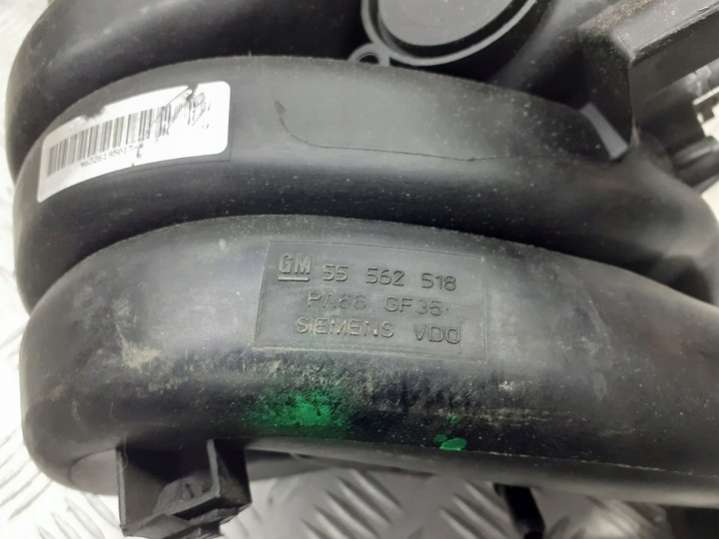 GM 55 562 518
PA66 GF35
SIEMENS VDO